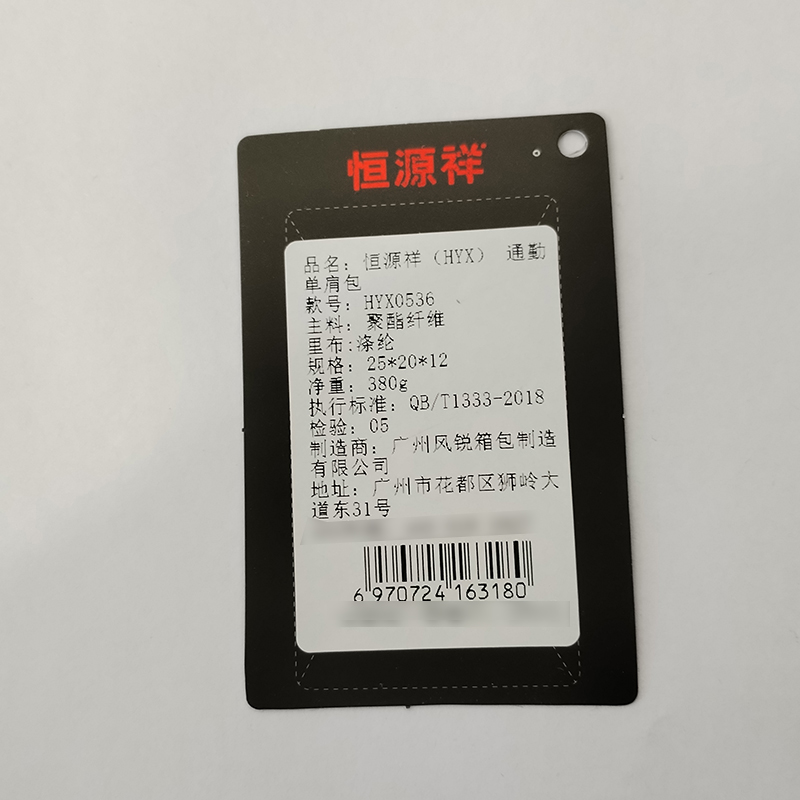 恒源祥
品名：恒源祥（HYX） 通勤
单肩包
款号：HYX0536
主料：聚酯纤维
里布：涤纶
规格：25*20*12
净重：380g
执行标准：QB/T1333-2018
检验：05
制造商：广州风锐箱包制造
有限公司
地址：广州市花都区狮岭大
道东31号
6 970724 163180